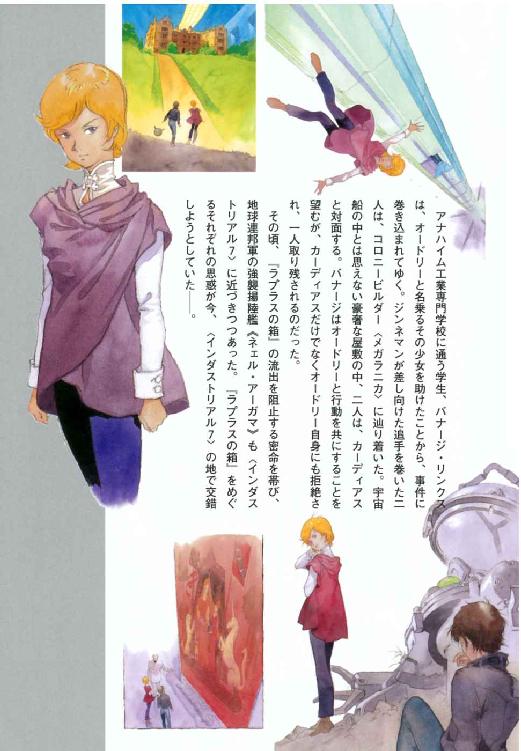 アナハイム工業専門学校に通う学生、バナージ・リンクス
は、オードリーと名乗るその少女を助けたことから、事件に
巻き込まれてゆく。ジンネマンが差し向けた追手を巻いた二
人は、コロニービルダー〈メガラニカ〉に辿り着いた。宇宙
船の中とは思えない豪奢な屋敷の中、二人は、カーディアス
と対面する。バナージはオードリーと行動を共にすることを
望むが、カーディアスだけでなくオードリー自身にも拒絶さ
れ、一人取り残されるのだった。
　その頃、『ラプラスの箱』の流出を阻止する密命を帯び、
地球連邦軍の強襲揚陸艦《ネェル・アーガマ》も〈インダス
トリアル7〉に近づきつつあった。『ラプラスの箱』をめぐ
るそれぞれの思惑が今、〈インダストリアル7〉の地で交錯
しようとしていた――。